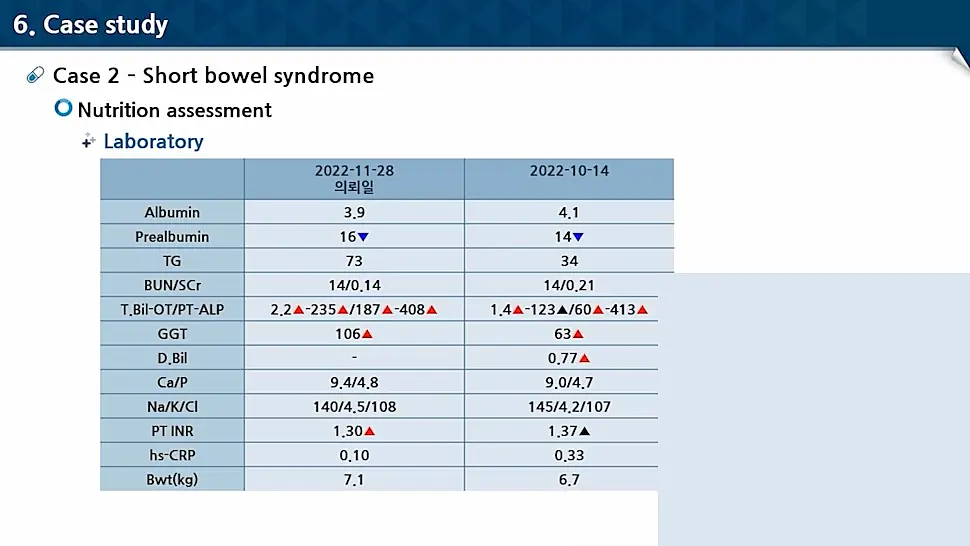 6. Case study
Case 2 - Short bowel syndrome
Nutrition assessment
Laboratory
2022-11-28 2022-10-14
의뢰일
Albumin 3.9 4.1
Prealbumin 16▼ 14▼
TG 73 34
BUN/SCr 14/0.14 14/0.21
T.Bil-OT/PT-ALP 2.2▲-235▲/187▲-408▲ 1.4▲-123▲/60▲-413▲
GGT 106▲ 63▲
D.Bil - 0.77▲
Ca/P 9.4/4.8 9.0/4.7
Na/K/Cl 140/4.5/108 145/4.2/107
PT INR 1.30▲ 1.37▲
hs-CRP 0.10 0.33
Bwt(kg) 7.1 6.7